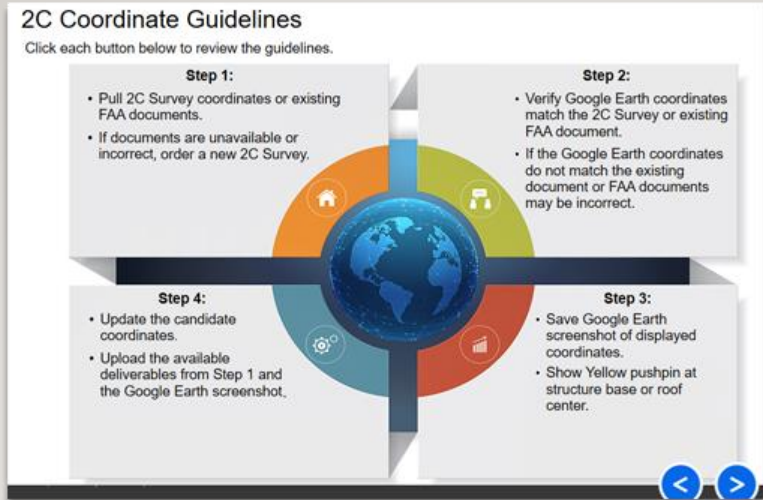 2C Coordinate Guidelines
Click each button below to review the guidelines.
Step 1:
• Pull 2C Survey coordinates or existing
FAA documents.
• If documents are unavailable or
incorrect, order a new 2C Survey.
Step 2:
• Verify Google Earth coordinates
match the 2C Survey or existing
FAA document.
• If the Google Earth coordinates
do not match the existing
document or FAA documents
may be incorrect.
Step 3:
• Save Google Earth
screenshot of displayed
coordinates.
• Show Yellow pushpin at
structure base or roof
center.
Step 4:
• Update the candidate
coordinates.
• Upload the available
deliverables from Step 1 and
the Google Earth screenshot.
< >